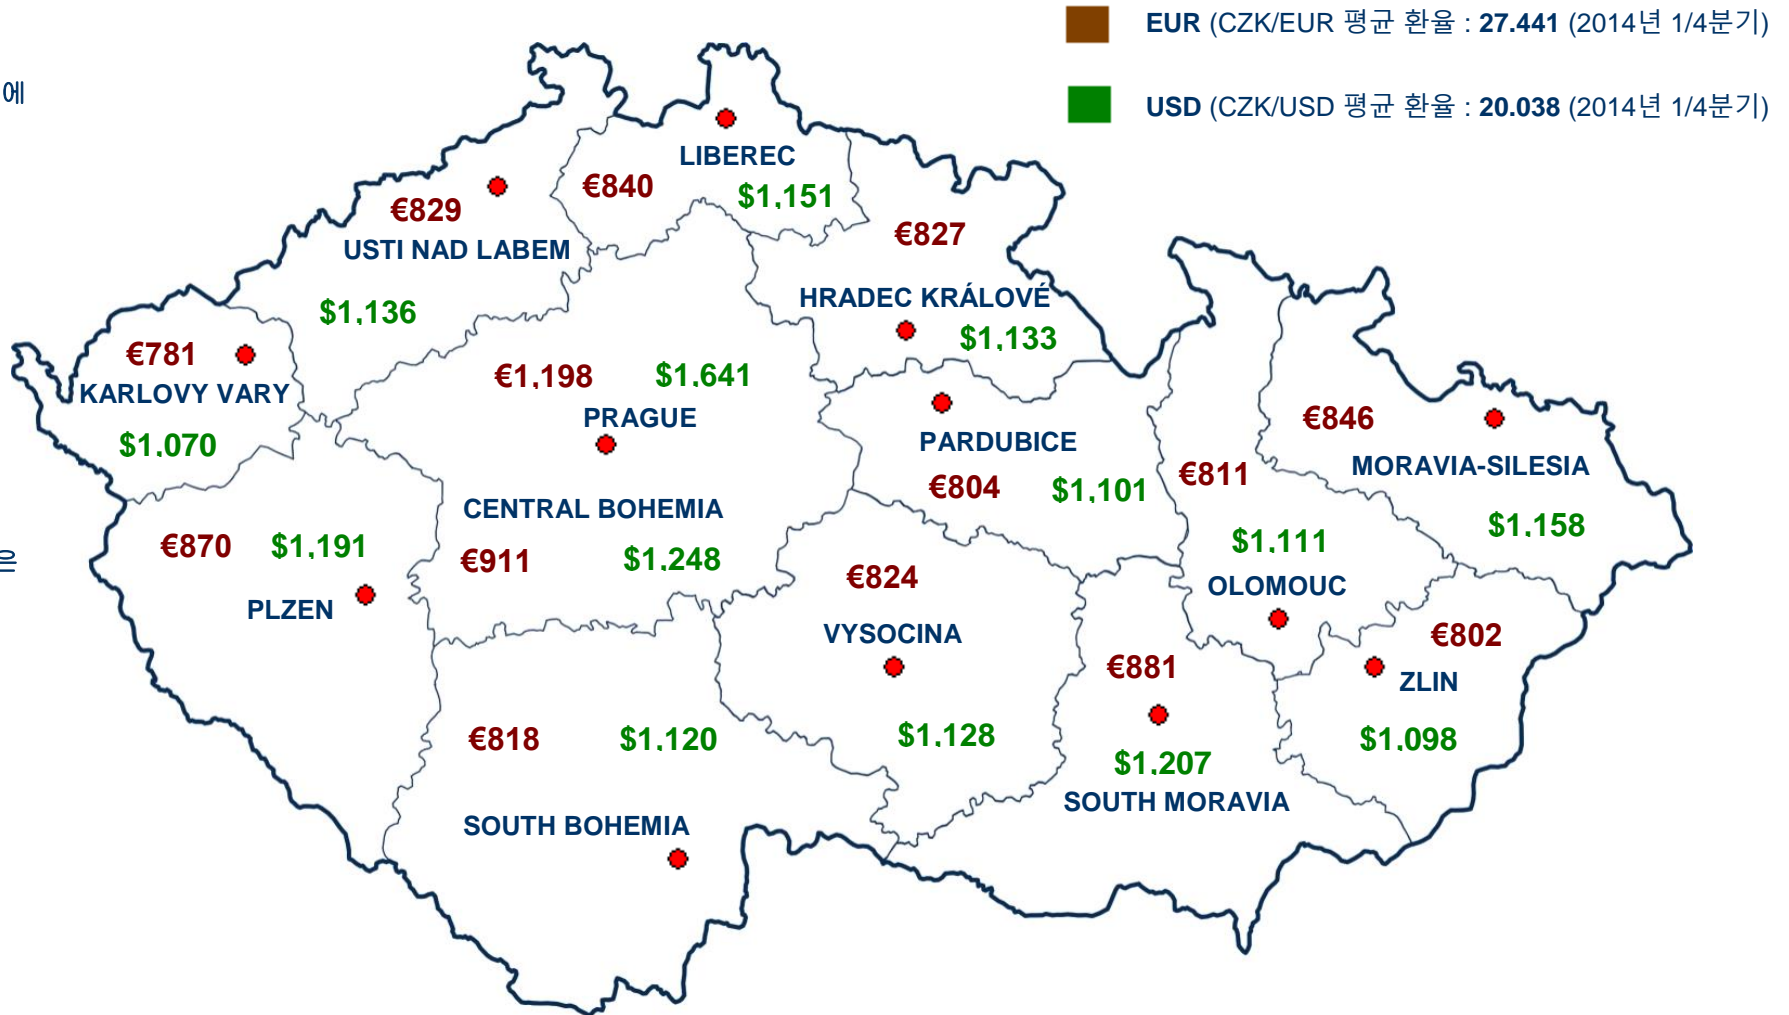 EUR (CZK/EUR 평균 환율 : 27.441 (2014년 1/4분기)
에
USD (CZK/USD 평균 환율 : 20.038 (2014년 1/4분기)
LIBEREC
€840
$1,151
€829
USTI NAD LABEM
$1,136
€827
HRADEC KRÁLOVÉ
$1,133
€781
KARLOVY VARY
$1,070
€1,198 $1,641
PRAGUE
CENTRAL BOHEMIA
€911 $1,248
PARDUBICE
€804 $1,101
€846
MORAVIA-SILESIA
$1,158
€811
$1,111
OLOMOUC
은
€870 $1,191
PLZEN
€824
VYSOCINA
$1,128
€802
ZLIN
$1,098
€881
$1,207
SOUTH MORAVIA
€818 $1,120
SOUTH BOHEMIA